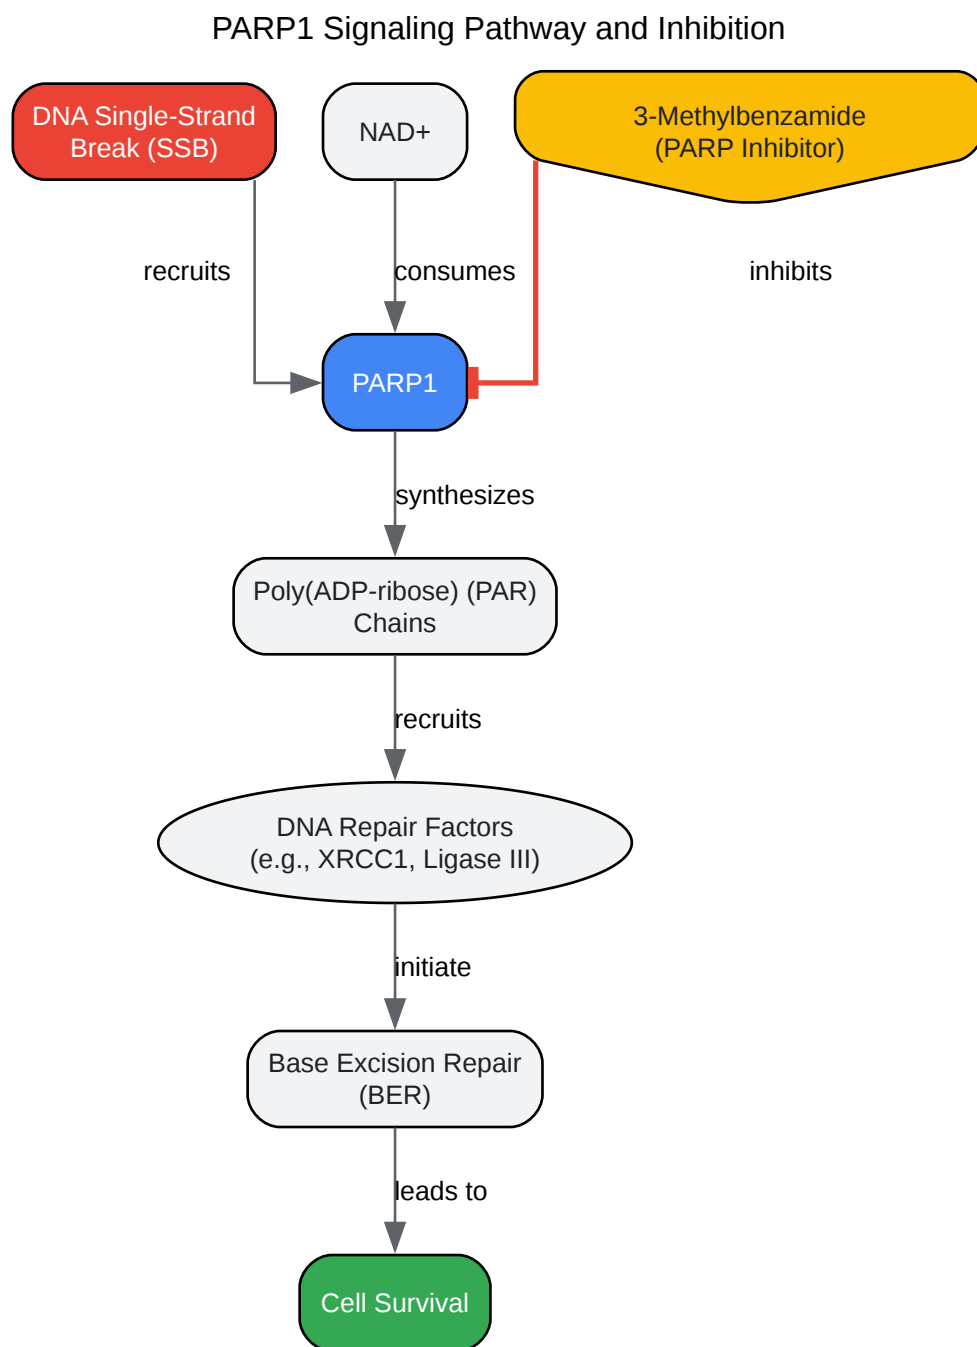 PARP1 Signaling Pathway and Inhibition
DNA Single-Strand
Break (SSB)
NAD+
3-Methylbenzamide
(PARP Inhibitor)
recruits
consumes
inhibits
PARP1
synthesizes
Poly(ADP-ribose) (PAR)
Chains
recruits
DNA Repair Factors
(e.g., XRCC1, Ligase III)
initiate
Base Excision Repair
(BER)
leads to
Cell Survival